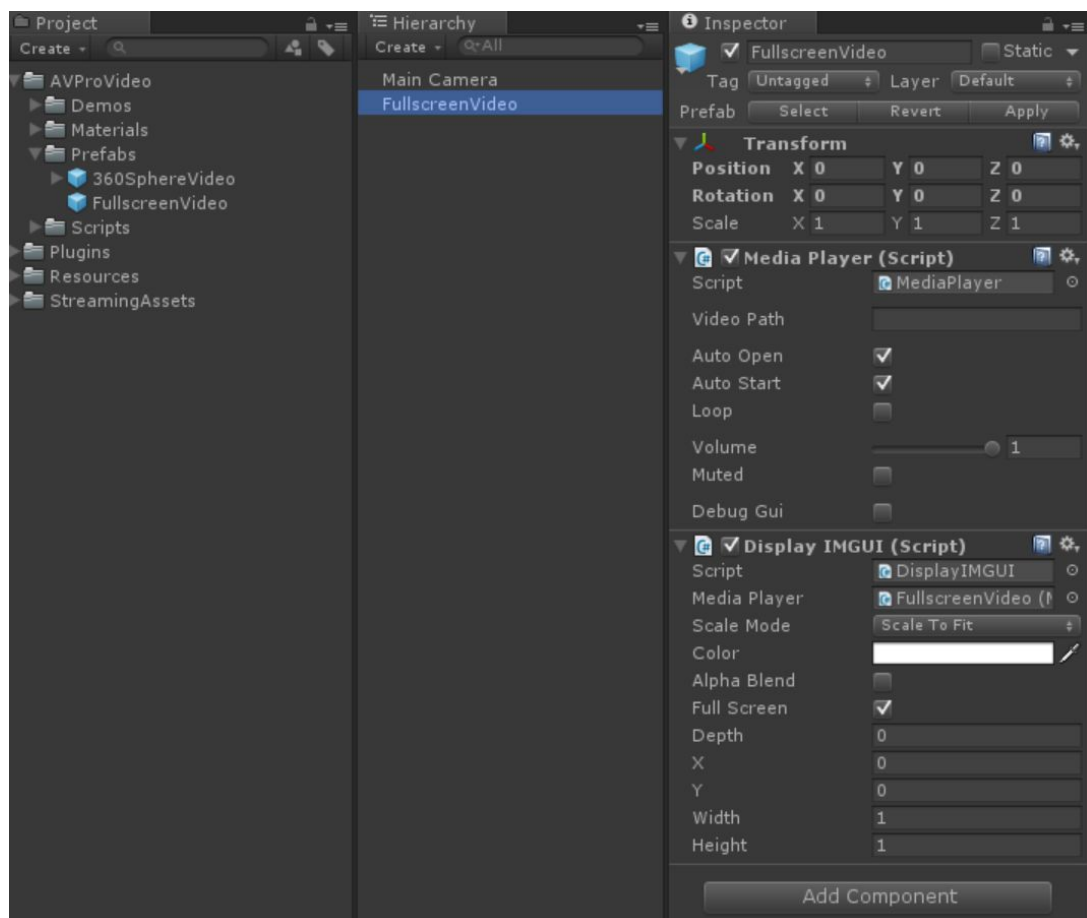 Project
Create
AVProVideo
Demos
Materials
Prefabs
360SphereVideo
FullscreenVideo
Scripts
Plugins
Resources
StreamingAssets
Hierarchy
Create All
Main Camera
FullscreenVideo
Inspector
FullscreenVideo Static
Tag Untagged Layer Default
Prefab Select Revert Apply
Transform
Position X 0 Y 0 Z 0
Rotation X 0 Y 0 Z 0
Scale X 1 Y 1 Z 1
Media Player (Script)
Script MediaPlayer
Video Path
Auto Open
Auto Start
Loop
Volume 1
Muted
Debug Gui
Display IMGUI (Script)
Script DisplayIMGUI
Media Player FullscreenVideo (M
Scale Mode Scale To Fit
Color
Alpha Blend
Full Screen
Depth 0
X 0
Y 0
Width 1
Height 1
Add Component